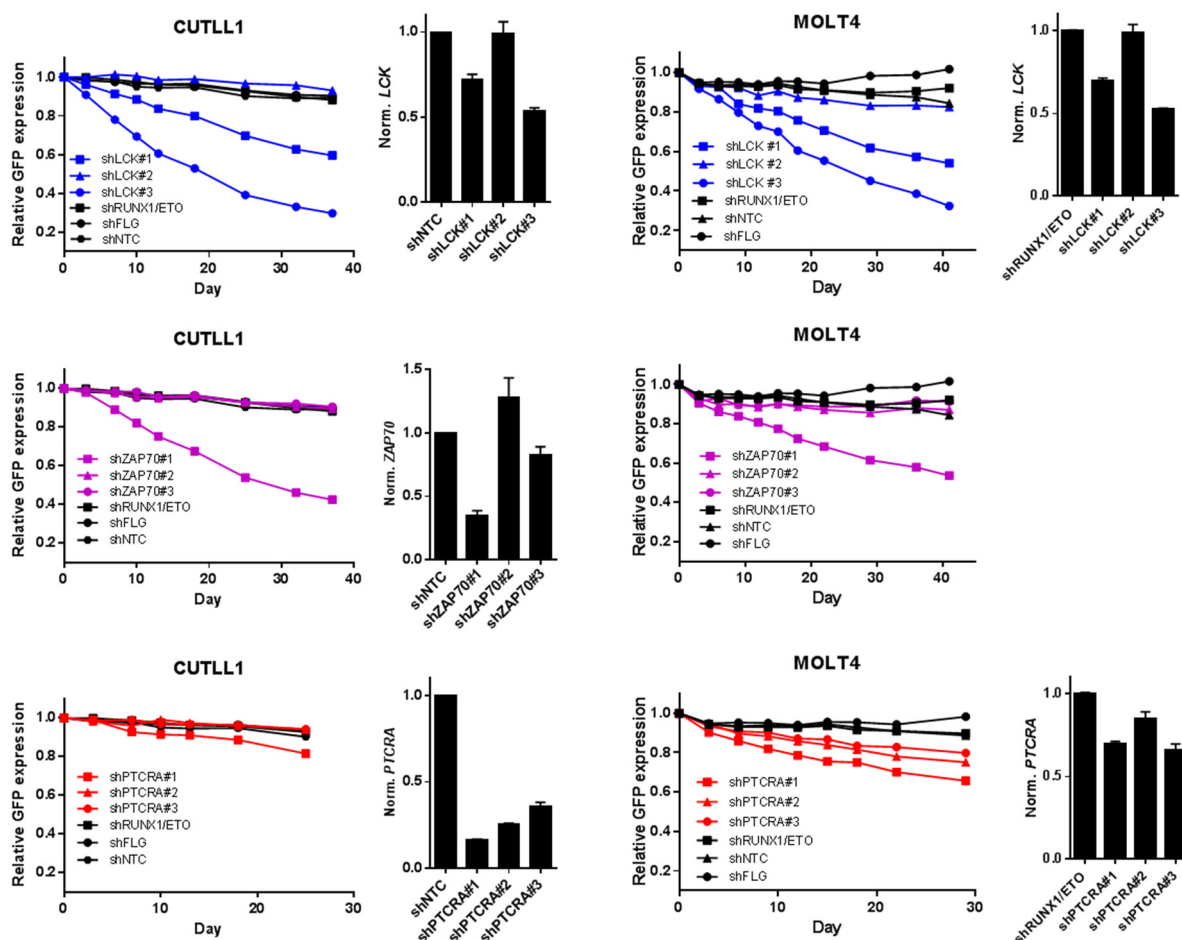 CUTLL1
Relative GFP expression
1.0
0.8
0.6
0.4
0.2
shLCK#1
shLCK#2
shLCK#3
shRUNX1/ETO
shFLG
shNTC
0 10 20 30 40
Day
Norm. LCK
1.0
0.5
0.0
shNTC
shLCK#1
shLCK#2
shLCK#3
MOLT4
Relative GFP expression
1.0
0.8
0.6
0.4
0.2
shLCK #1
shLCK #2
shLCK #3
shRUNX1/ETO
shNTC
shFLG
0 10 20 30 40
Day
Norm. LCK
1.0
0.5
0.0
shRUNX1/ETO
shLCK#1
shLCK#2
shLCK#3
CUTLL1
Relative GFP expression
1.0
0.8
0.6
0.4
0.2
shZAP70#1
shZAP70#2
shZAP70#3
shRUNX1/ETO
shFLG
shNTC
0 10 20 30 40
Day
Norm. ZAP70
1.5
1.0
0.5
0.0
shNTC
shZAP70#1
shZAP70#2
shZAP70#3
MOLT4
Relative GFP expression
1.0
0.8
0.6
0.4
0.2
shZAP70#1
shZAP70#2
shZAP70#3
shRUNX1/ETO
shNTC
shFLG
0 10 20 30 40
Day
CUTLL1
Relative GFP expression
1.0
0.8
0.6
0.4
0.2
shPTCRA#1
shPTCRA#2
shPTCRA#3
shRUNX1/ETO
shFLG
shNTC
0 10 20 30
Day
Norm. PTCRA
1.0
0.5
0.0
shNTC
shPTCRA#1
shPTCRA#2
shPTCRA#3
MOLT4
Relative GFP expression
1.0
0.8
0.6
0.4
0.2
shPTCRA#1
shPTCRA#2
shPTCRA#3
shRUNX1/ETO
shNTC
shFLG
0 10 20 30
Day
Norm. PTCRA
1.0
0.5
0.0
shRUNX1/ETO
shPTCRA#1
shPTCRA#2
shPTCRA#3